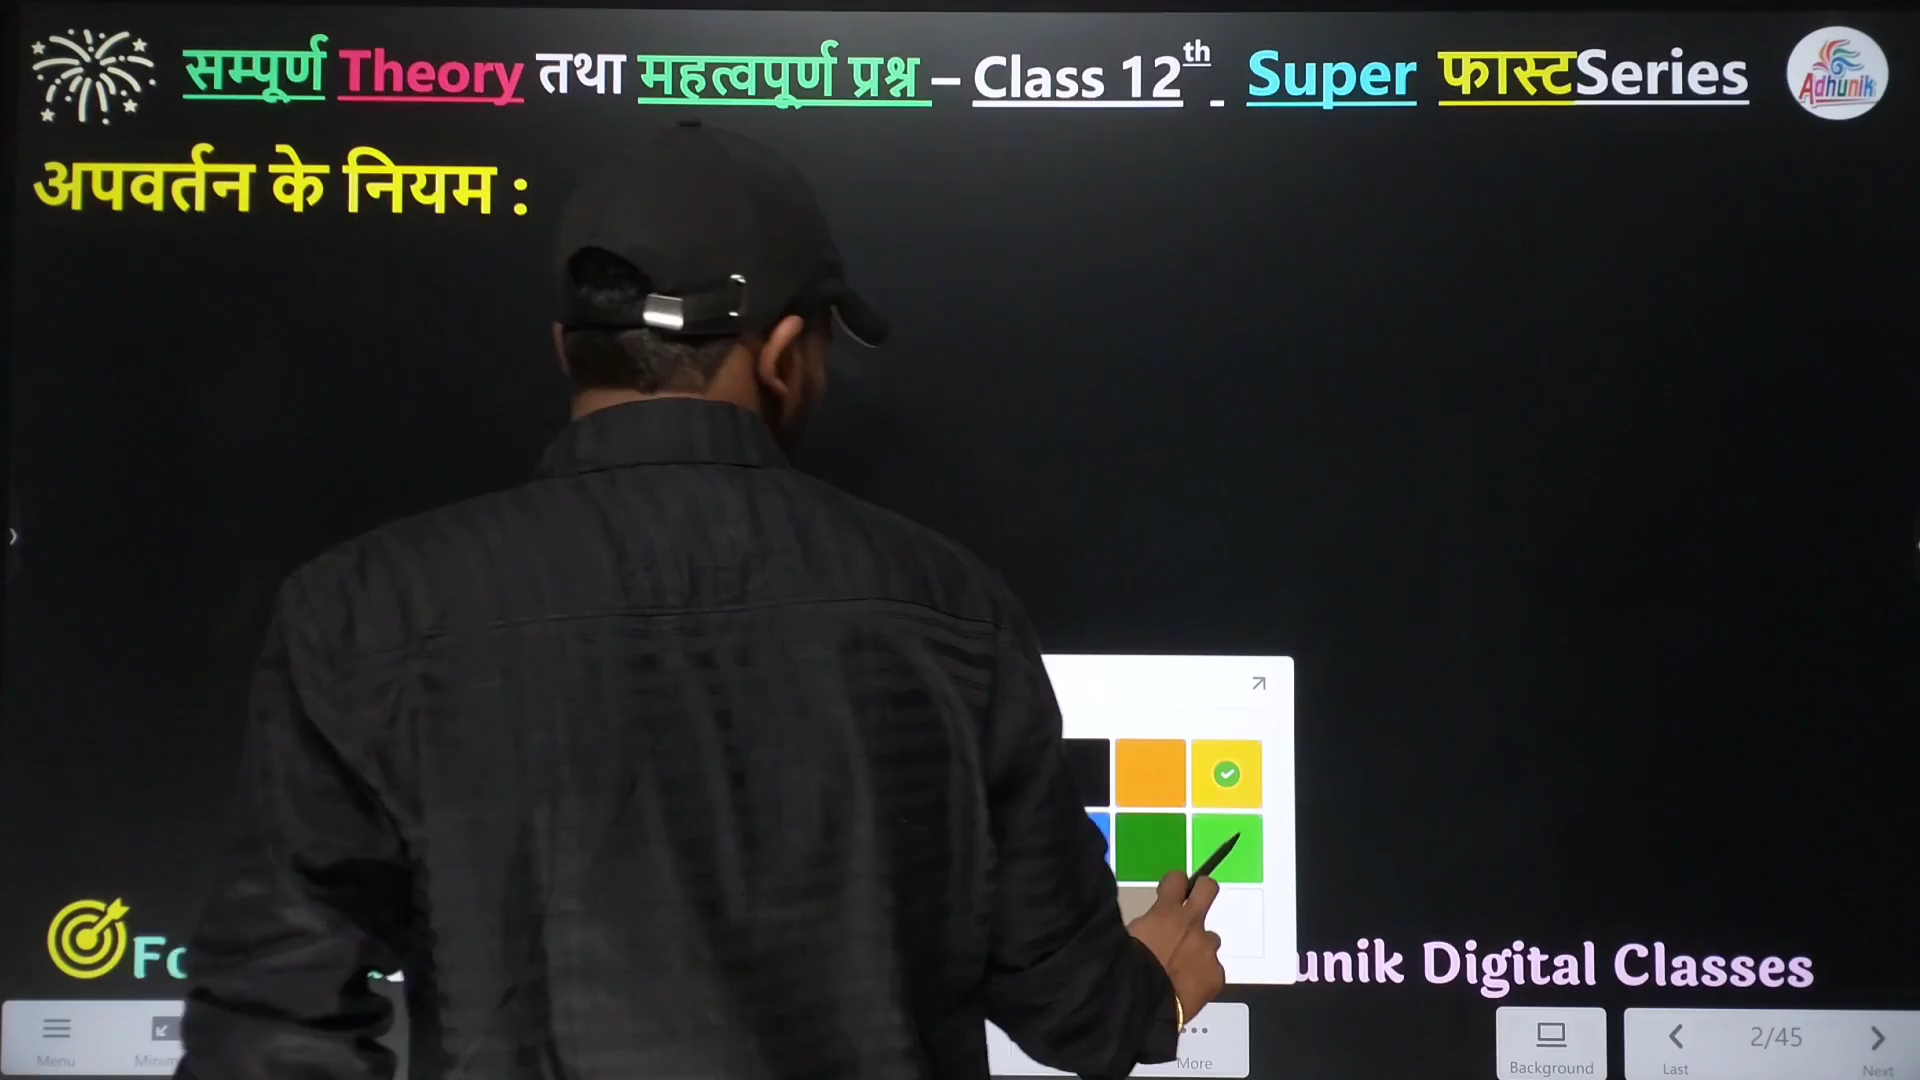 सम्पूर्ण Theory तथा महत्वपूर्ण प्रश्न – Class 12th - Super फास्टSeries
Adhunik
अपवर्तन के नियम :
unik Digital Classes
Menu
More
Background
Last
2/45
Next